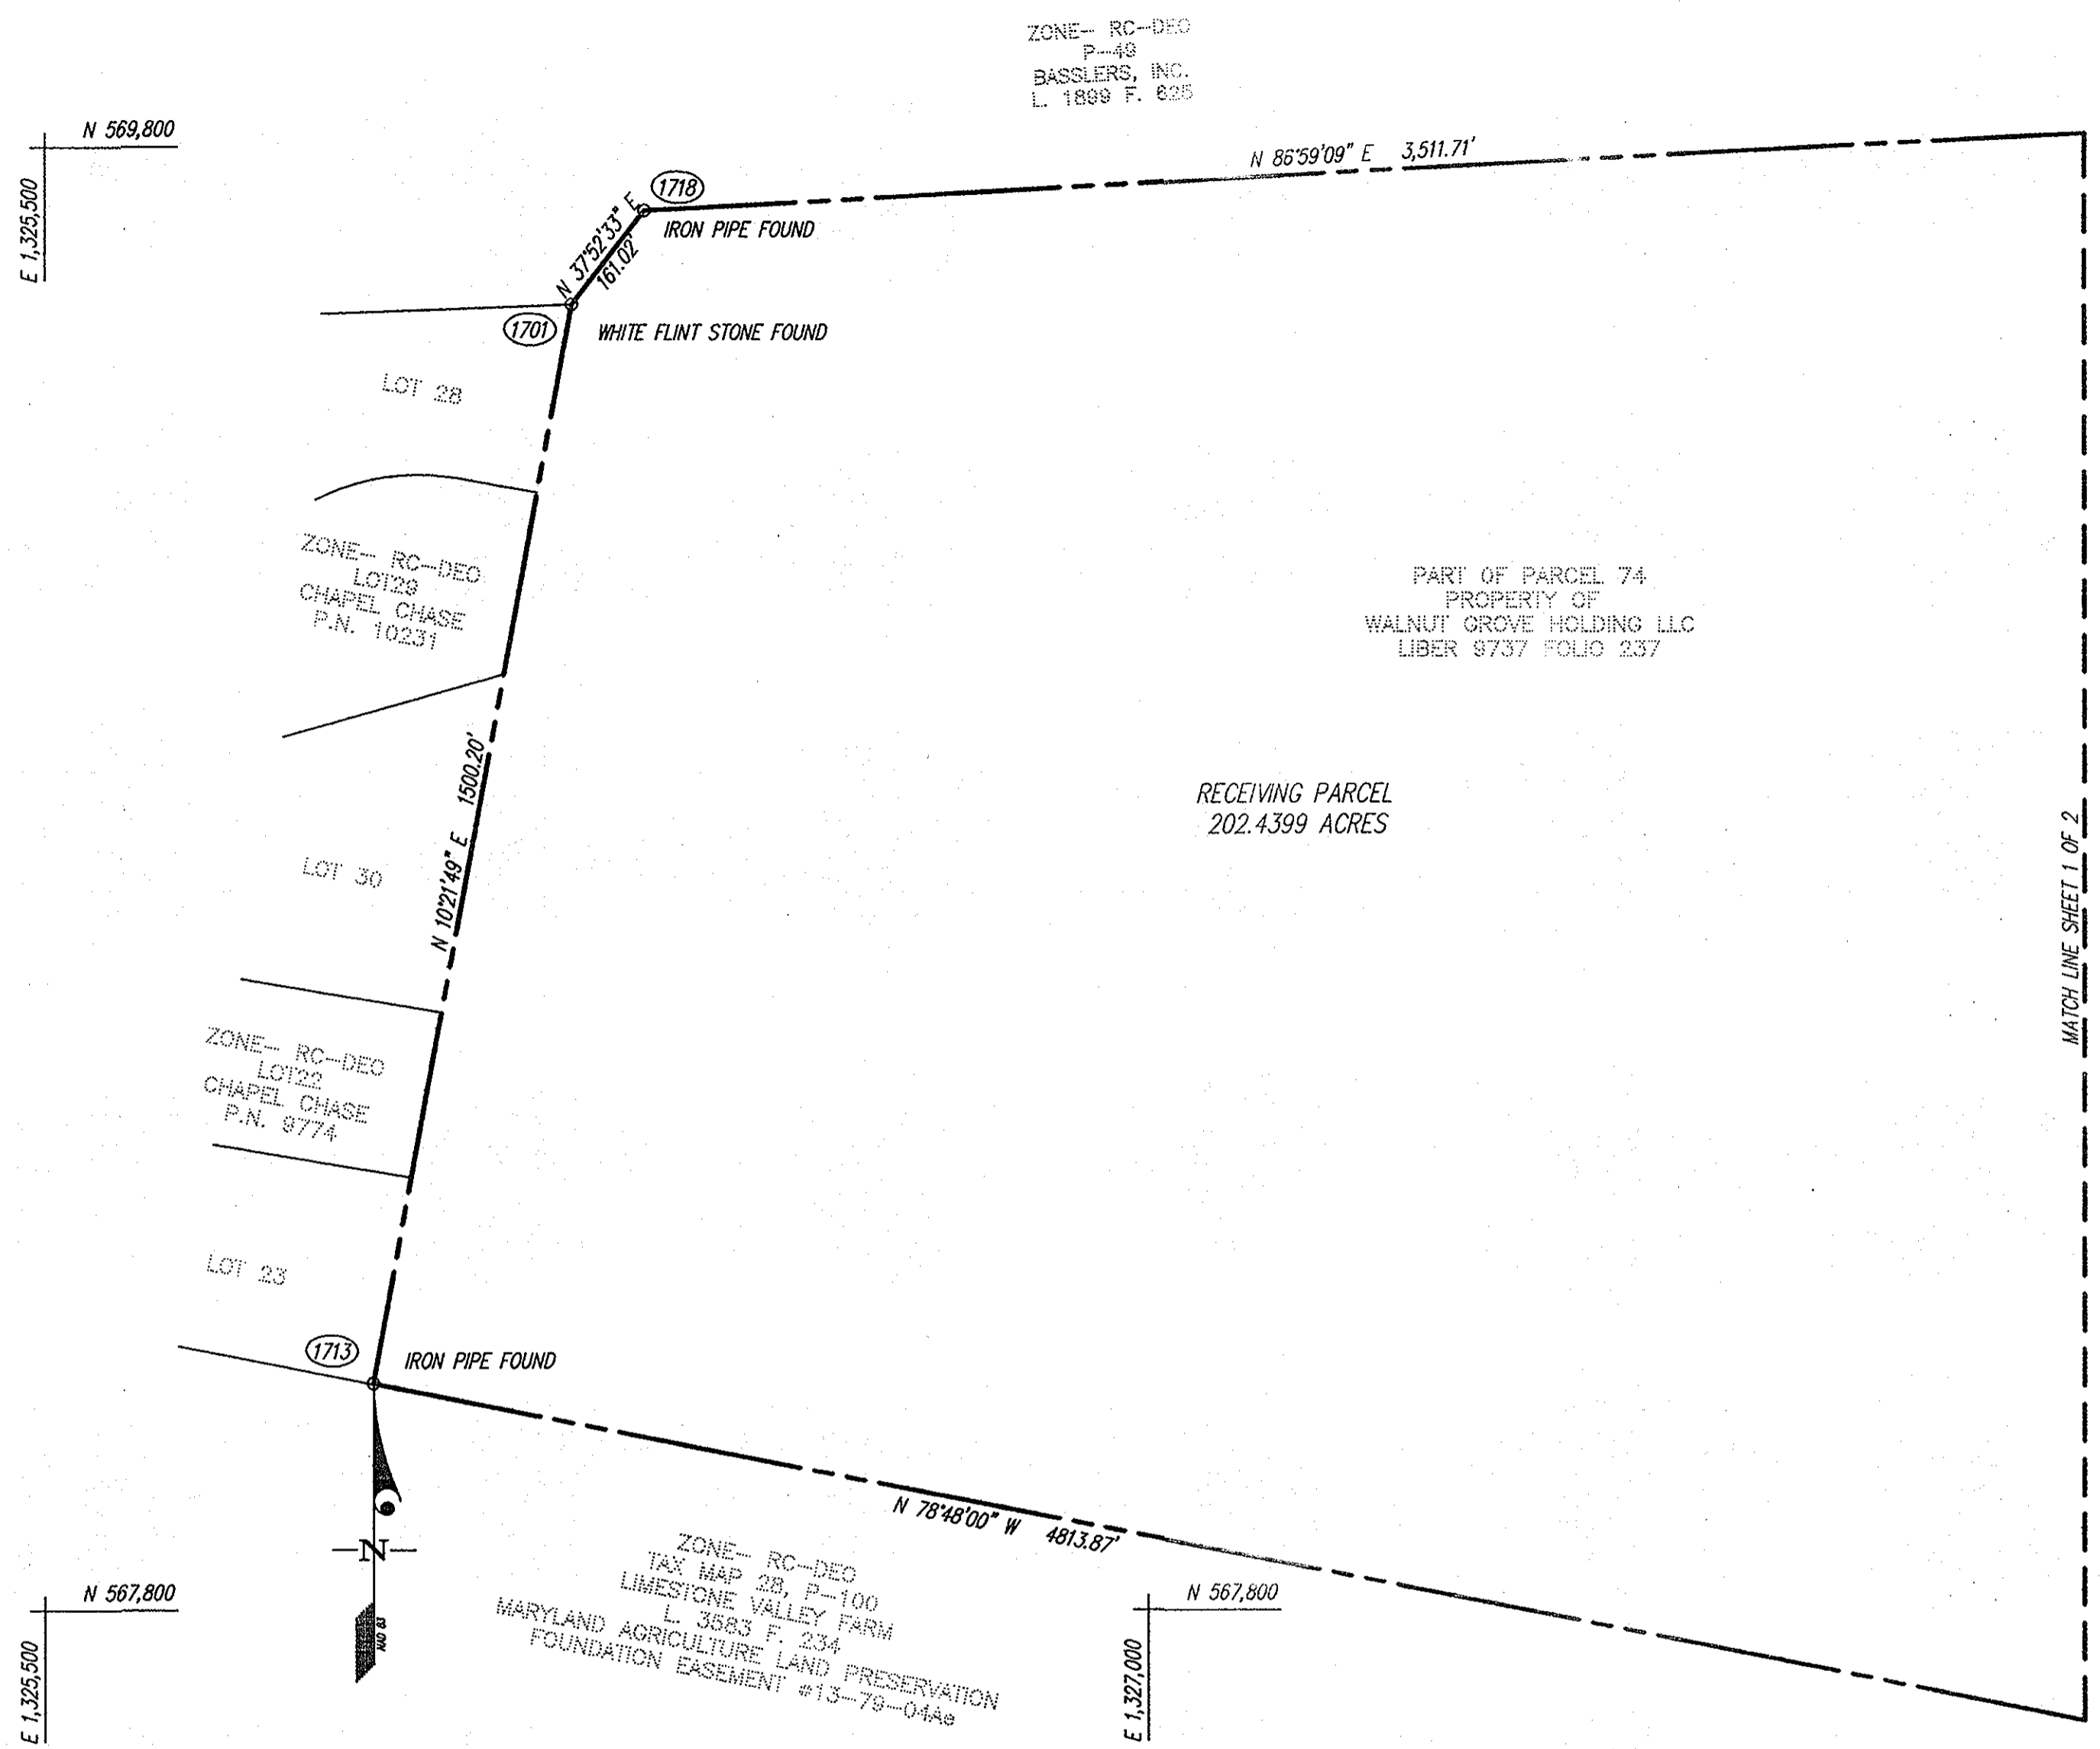 ZONE-- RC--DEO
P--49
BASSLERS, INC.
L. 1899 F. 625
N 569,800
E 1,325,500
N 86°59'09" E 3,511.71'
1718
IRON PIPE FOUND
N 37°52'33" E
161.02'
1701
WHITE FLINT STONE FOUND
LOT 28
ZONE-- RC--DEO
LOT29
CHAPEL CHASE
P.N. 10231
PART OF PARCEL 74
PROPERTY OF
WALNUT GROVE HOLDING LLC
LIBER 9737 FOLIO 237
RECEIVING PARCEL
202.4399 ACRES
N 10°21'49" E 1500.20'
LOT 30
MATCH LINE SHEET 1 OF 2
ZONE-- RC--DEO
LOT22
CHAPEL CHASE
P.N. 9774
LOT 23
1713
IRON PIPE FOUND
N 78°48'00" W 4813.87'
N
NAD 83
ZONE-- RC--DEO
TAX MAP 28, P--100
LIMESTONE VALLEY FARM
L. 3583 F. 234
MARYLAND AGRICULTURE LAND PRESERVATION
FOUNDATION EASEMENT #13--79--04Ae
N 567,800
E 1,325,500
N 567,800
E 1,327,000